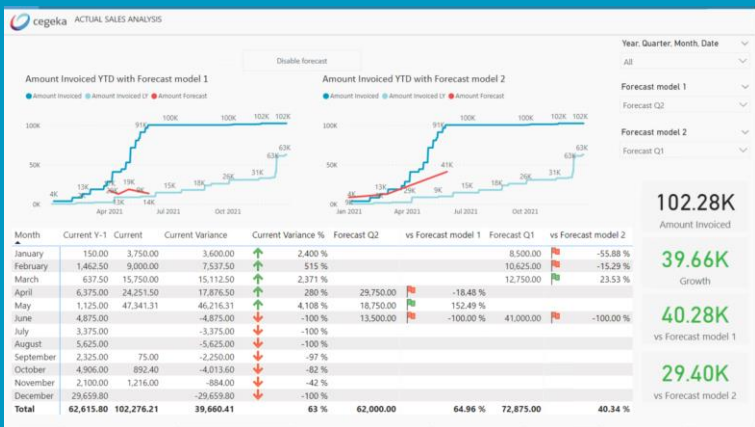 cegeka ACTUAL SALES ANALYSIS
Year, Quarter, Month, Date
All
Disable forecast
Forecast model 1
Forecast Q2
Forecast model 2
Forecast Q1
Amount Invoiced YTD with Forecast model 1
Amount Invoiced Amount Invoiced LY Amount Forecast
100K
50K
0K
4K 13K 19K 91K 100K 100K 102K 102K
13K 14K 15K 18K 26K 31K 63K 63K
Apr 2021 Jul 2021 Oct 2021
Amount Invoiced YTD with Forecast model 2
Amount Invoiced Amount Invoiced LY Amount Forecast
100K
50K
0K
4K 13K 29K 91K 100K 100K 102K 102K
9K 41K 15K 18K 26K 31K 63K 63K
Jan 2021 Apr 2021 Jul 2021 Oct 2021
102.28K
Amount Invoiced
39.66K
Growth
40.28K
vs Forecast model 1
29.40K
vs Forecast model 2
Month Current Y-1 Current Current Variance Current Variance % Forecast Q2 vs Forecast model 1 Forecast Q1 vs Forecast model 2
January 150.00 3,750.00 3,600.00 2,400 % 8,500.00 -55.88 %
February 1,462.50 9,000.00 7,537.50 515 % 10,625.00 -15.29 %
March 637.50 15,750.00 15,112.50 2,371 % 12,750.00 23.53 %
April 6,375.00 24,251.50 17,876.50 280 % 29,750.00 -18.48 %
May 1,125.00 47,341.31 46,216.31 4,108 % 18,750.00 152.49 %
June 4,875.00 -4,875.00 -100 % 13,500.00 -100.00 % 41,000.00 -100.00 %
July 3,375.00 -3,375.00 -100 %
August 5,625.00 -5,625.00 -100 %
September 2,325.00 75.00 -2,250.00 -97 %
October 4,906.00 892.40 -4,013.60 -82 %
November 2,100.00 1,216.00 -884.00 -42 %
December 29,659.80 -29,659.80 -100 %
Total 62,615.80 102,276.21 39,660.41 63 % 62,000.00 64.96 % 72,875.00 40.34 %